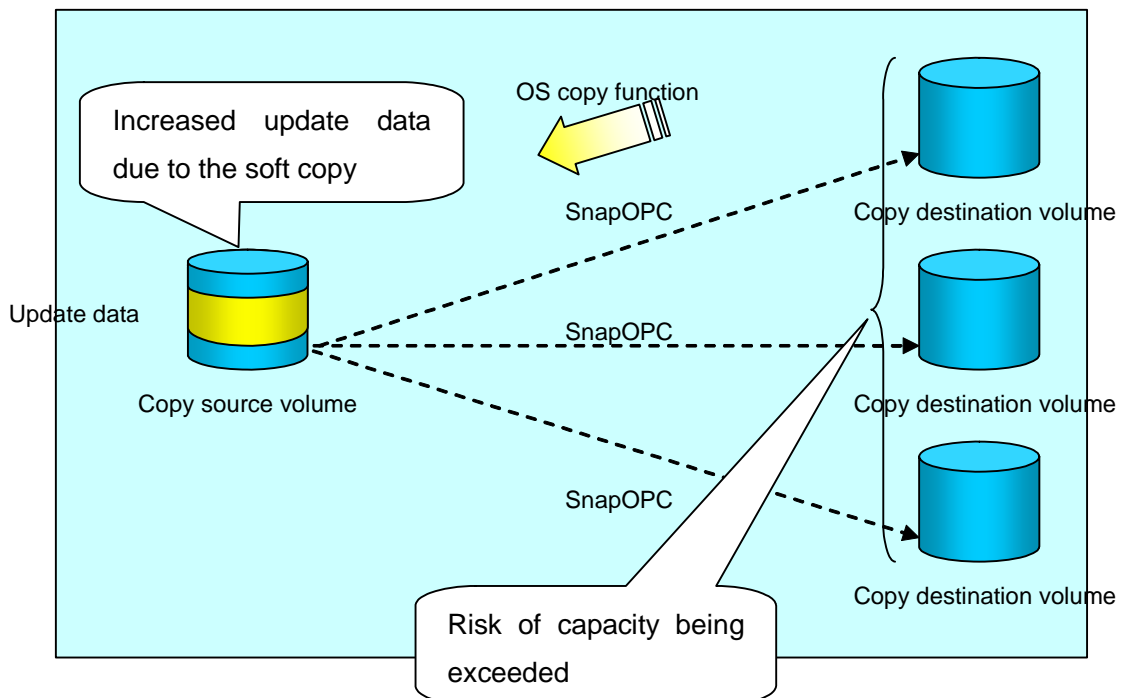 OS copy function
Increased update data
due to the soft copy
SnapOPC
Copy destination volume
Update data
SnapOPC
Copy source volume
Copy destination volume
SnapOPC
Copy destination volume
Risk of capacity being
exceeded